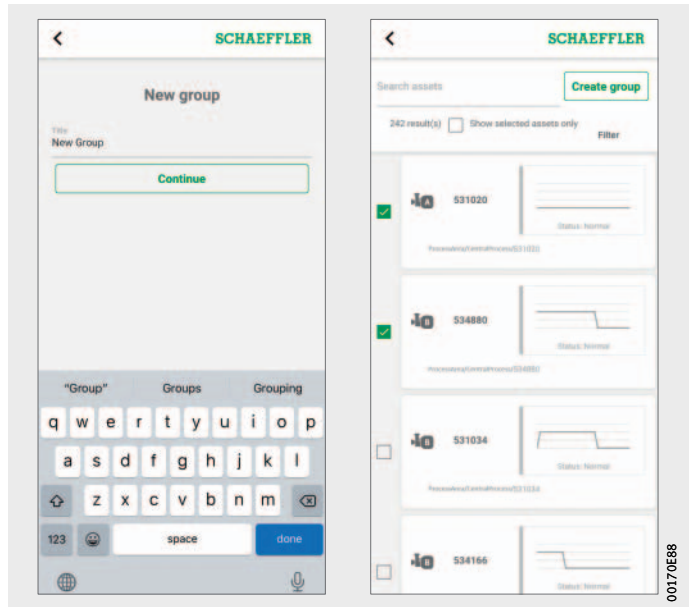 SCHAEFFLER
New group
Title
New Group
Continue
"Group" Groups Grouping
q w e r t y u i o p
a s d f g h j k l
z x c v b n m
123 space done
SCHAEFFLER
Search assets
Create group
242 result(s) Show selected assets only
Filter
A
531020
Status: Normal
B
534880
Status: Normal
B
531034
Status: Normal
B
534166
Status: Normal
00170E88